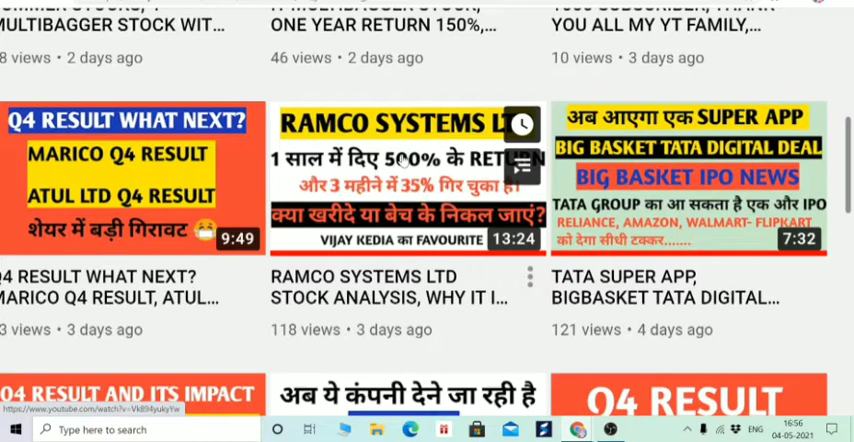 MULTIBAGGER STOCK WIT...
ONE YEAR RETURN 150%,...
YOU ALL MY YT FAMILY,...
8 views • 2 days ago
46 views • 2 days ago
10 views • 3 days ago
Q4 RESULT WHAT NEXT?
MARICO Q4 RESULT
ATUL LTD Q4 RESULT
शेयर में बड़ी गिरावट
9:49
RAMCO SYSTEMS
1 साल में दिए 500% के RETURN
और 3 महीने में 35% गिर चुका है!
क्या खरीदे या बेच के निकल जाएं?
VIJAY KEDIA का FAVOURITE
13:24
अब आएगा एक SUPER APP
BIG BASKET TATA DIGITAL DEAL
BIG BASKET IPO NEWS
TATA GROUP का आ सकता है एक और IPO
RELIANCE, AMAZON, WALMART- FLIPKART
को देगा सीधी टक्कर.......
7:32
Q4 RESULT WHAT NEXT?
MARICO Q4 RESULT, ATUL...
3 views • 3 days ago
RAMCO SYSTEMS LTD
STOCK ANALYSIS, WHY IT I...
118 views • 3 days ago
TATA SUPER APP,
BIGBASKET TATA DIGITAL...
121 views • 4 days ago
Q4 RESULT AND ITS IMPACT
अब ये कंपनी देने जा रही है
Q4 RESULT
https://www.youtube.com/watch?v=Vk894yukyYw
Type here to search
ENG
16:56
04-05-2021